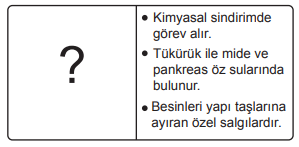 ?
• Kimyasal sindirimde
görev alır.
• Tükürük ile mide ve
pankreas öz sularında
bulunur.
• Besinleri yapı taşlarına
ayıran özel salgılardır.